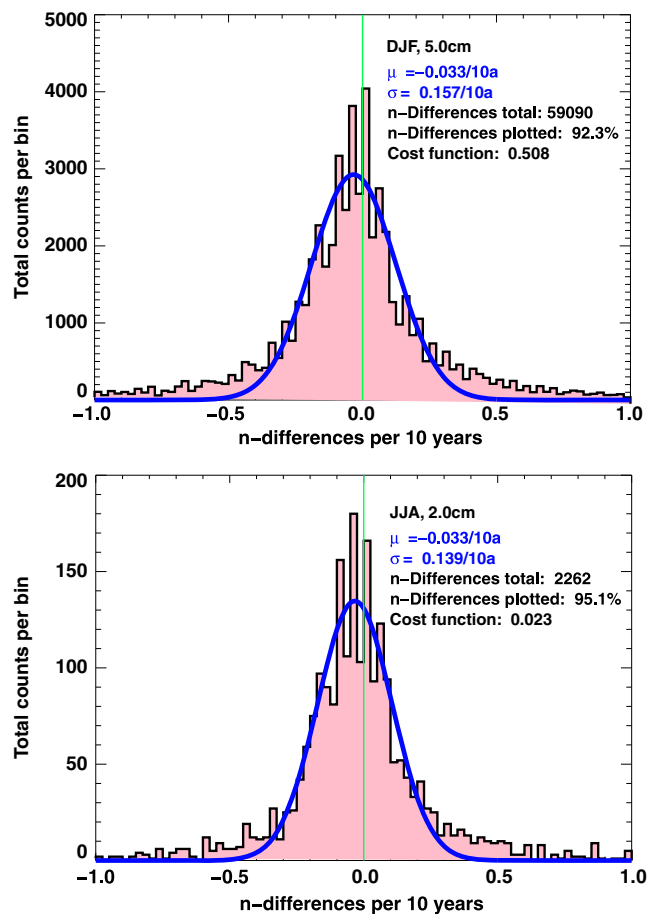 5000
4000
3000
2000
1000
0
Total counts per bin
DJF, 5.0cm
μ =−0.033/10a
σ = 0.157/10a
n−Differences total: 59090
n−Differences plotted: 92.3%
Cost function: 0.508
−1.0 −0.5 0.0 0.5 1.0
n−differences per 10 years
200
150
100
50
0
Total counts per bin
JJA, 2.0cm
μ =−0.033/10a
σ = 0.139/10a
n−Differences total: 2262
n−Differences plotted: 95.1%
Cost function: 0.023
−1.0 −0.5 0.0 0.5 1.0
n−differences per 10 years